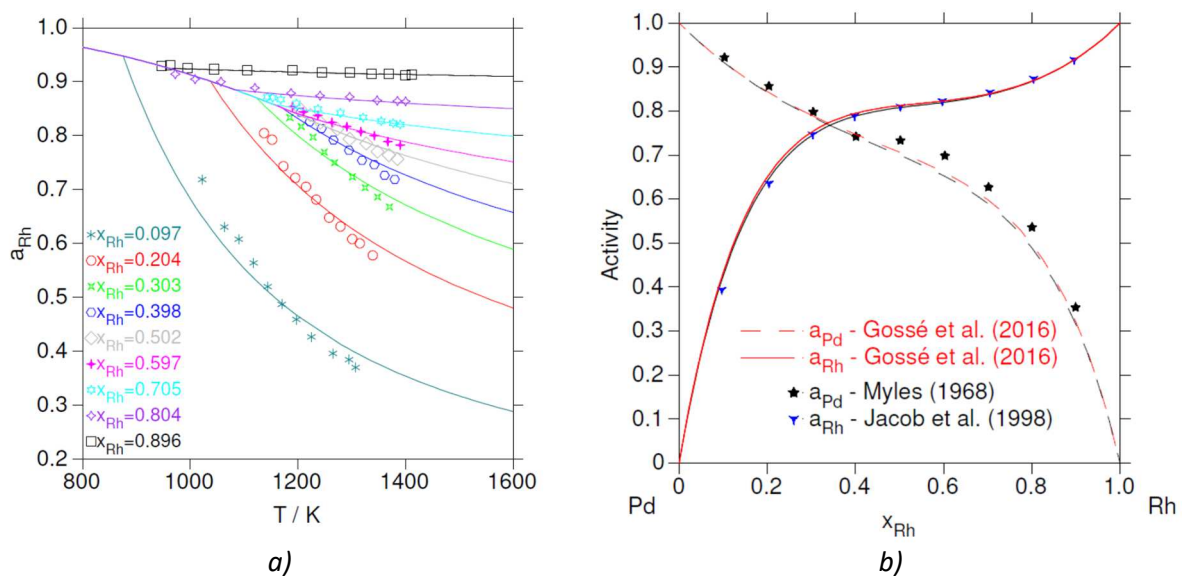 1.0
0.9
0.8
0.7
0.6
0.5
0.4
0.3
0.2
a_Rh
x_Rh=0.097
x_Rh=0.204
x_Rh=0.303
x_Rh=0.398
x_Rh=0.502
x_Rh=0.597
x_Rh=0.705
x_Rh=0.804
x_Rh=0.896
800 1000 1200 1400 1600
T / K
a)
1.0
0.9
0.8
0.7
0.6
0.5
0.4
0.3
0.2
0.1
0
Activity
a_Pd - Gossé et al. (2016)
a_Rh - Gossé et al. (2016)
a_Pd - Myles (1968)
a_Rh - Jacob et al. (1998)
0 0.2 0.4 0.6 0.8 1.0
Pd x_Rh Rh
b)